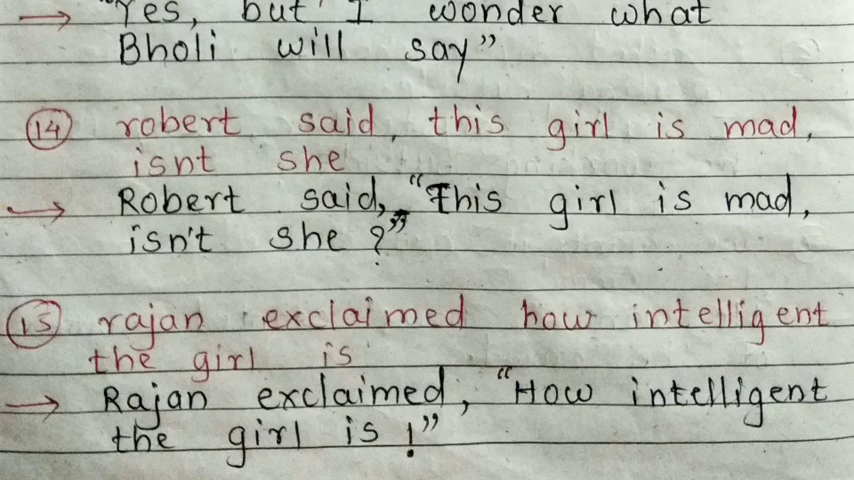 → "Yes, but I wonder what
Bholi will say"
14 robert said, this girl is mad,
isnt she
→ Robert said, "This girl is mad,
isn't she ?"
15 rajan exclaimed how intelligent
the girl is
→ Rajan exclaimed, "How intelligent
the girl is !"